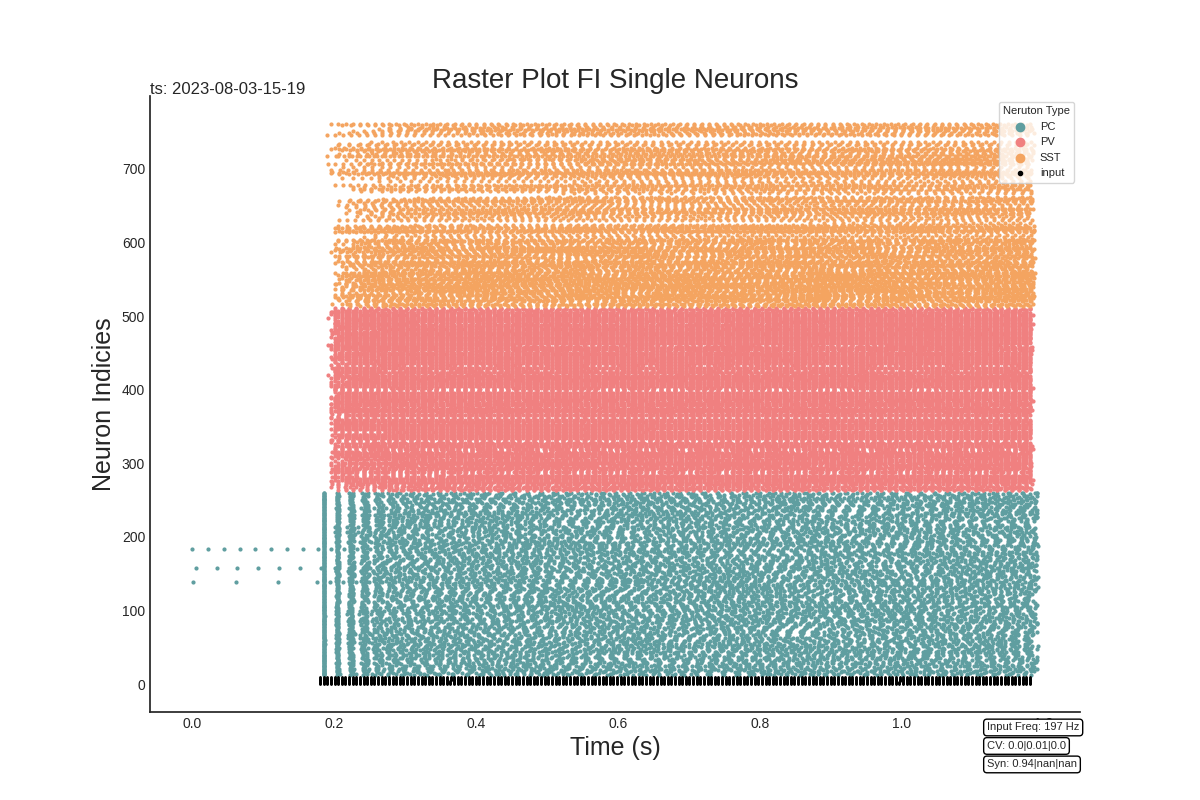 Raster Plot FI Single Neurons
ts: 2023-08-03-15-19
Neruton Type
PC
PV
SST
input
Neuron Indicies
700
600
500
400
300
200
100
0
0.0
0.2
0.4
0.6
0.8
1.0
Time (s)
Input Freq: 197 Hz
CV: 0.0|0.01|0.0
Syn: 0.94|nan|nan